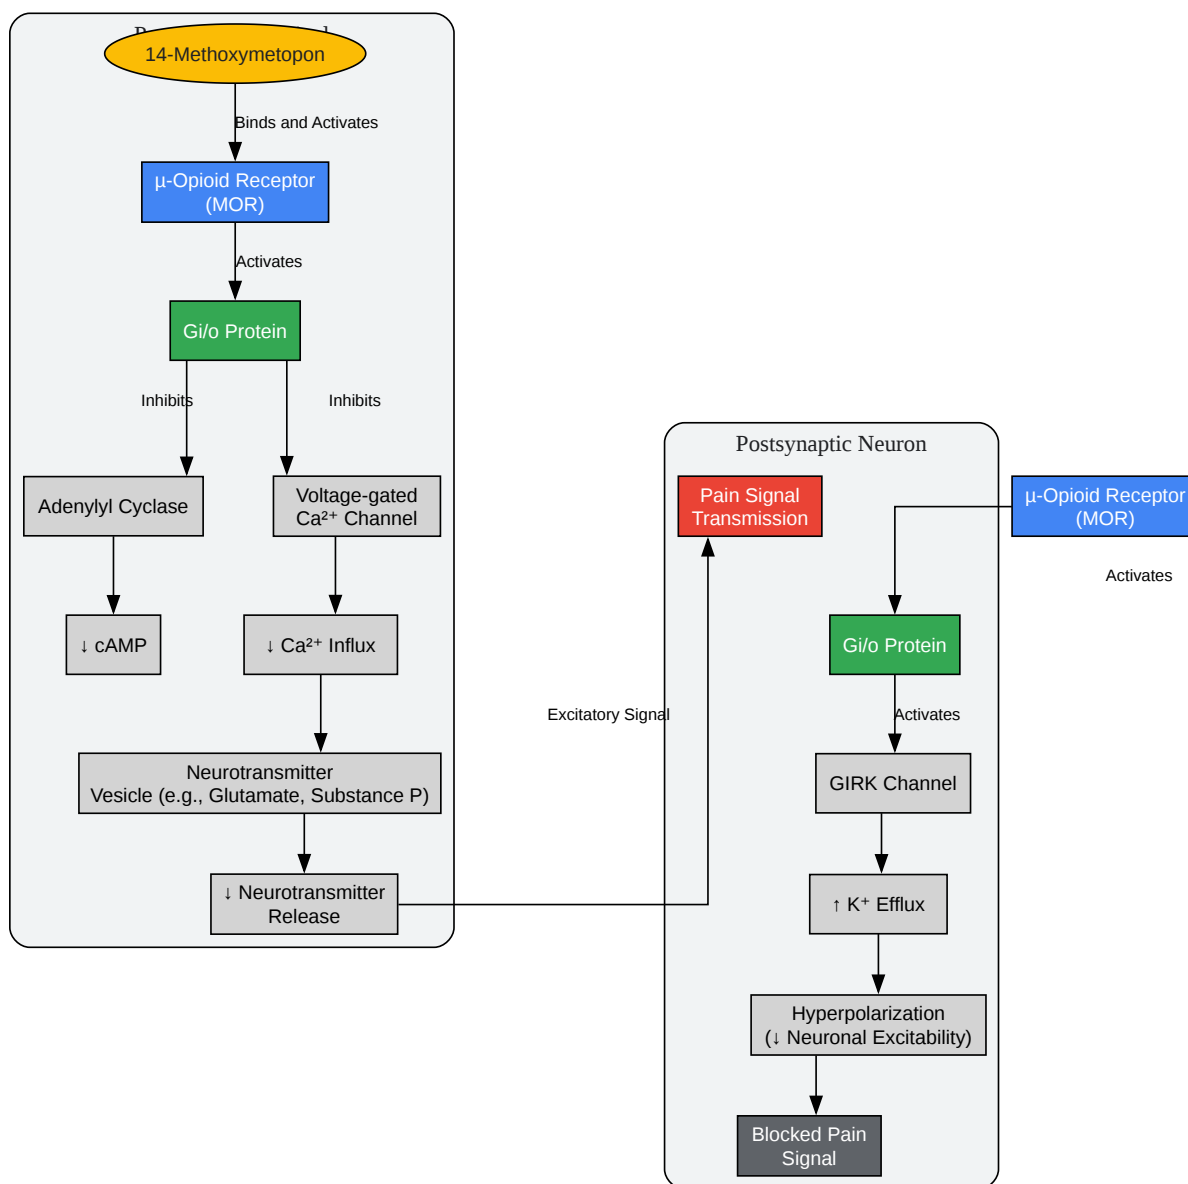 14-Methoxymetopon
Binds and Activates
µ-Opioid Receptor
(MOR)
Activates
Gi/o Protein
Inhibits
Inhibits
Adenylyl Cyclase
Voltage-gated
Ca²⁺ Channel
↓ cAMP
↓ Ca²⁺ Influx
Neurotransmitter
Vesicle (e.g., Glutamate, Substance P)
↓ Neurotransmitter
Release
Excitatory Signal
Postsynaptic Neuron
Pain Signal
Transmission
µ-Opioid Receptor
(MOR)
Activates
Gi/o Protein
Activates
GIRK Channel
↑ K⁺ Efflux
Hyperpolarization
(↓ Neuronal Excitability)
Blocked Pain
Signal